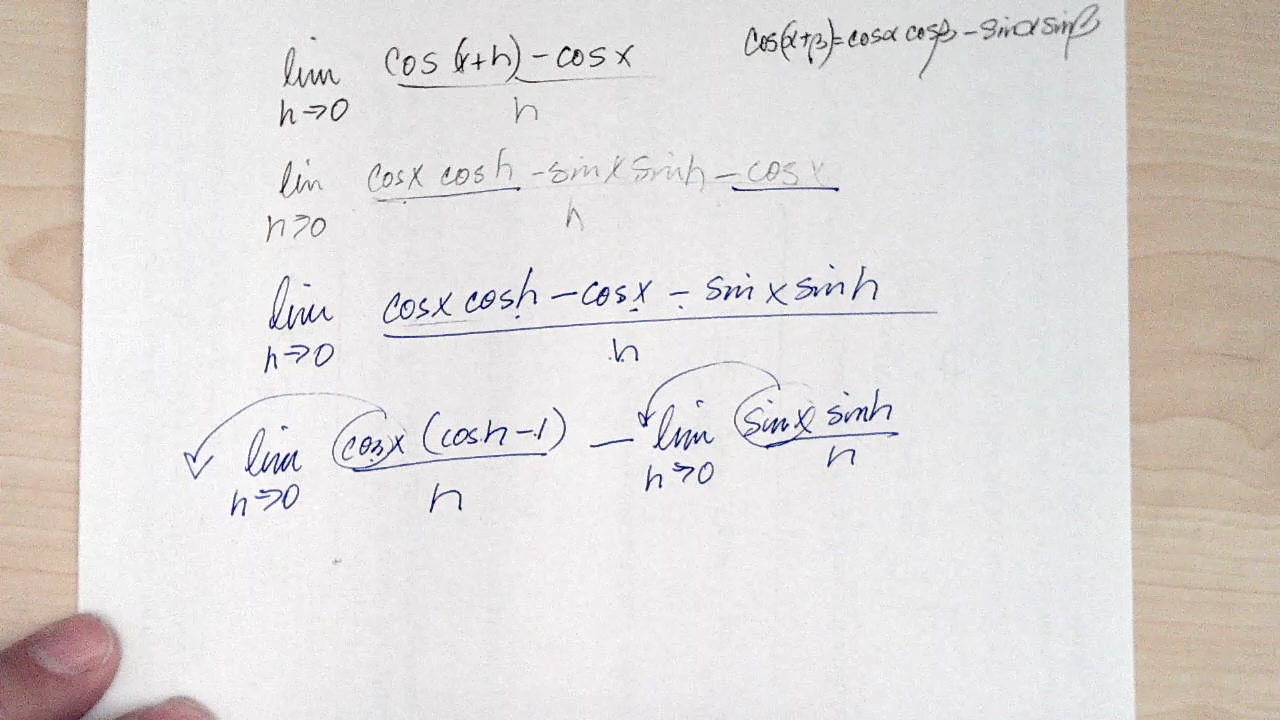 cos(α+β)=cosα cosβ - sinα sinβ
lim h→0 cos(x+h) - cosx / h
lim h→0 cosx cosh - sinx sinh - cosx / h
lim h→0 cosx cosh - cosx - sinx sinh / h
lim h→0 cosx (cosh-1) / h - lim h→0 sinx sinh / h